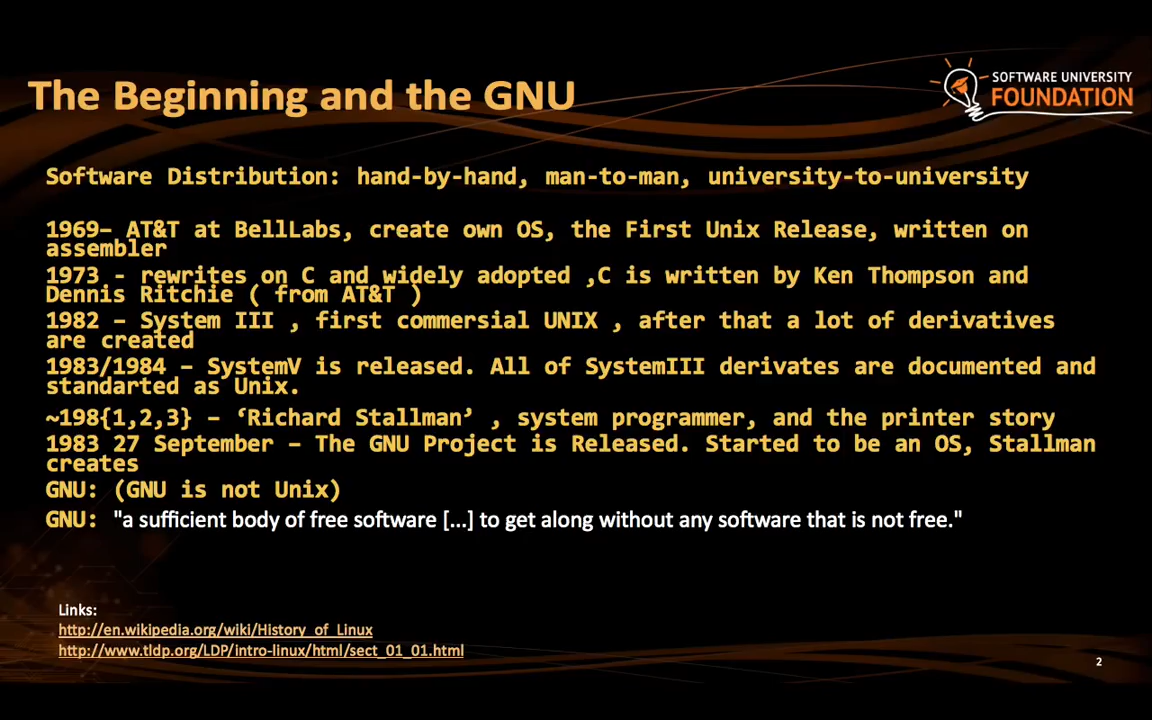 The Beginning and the GNU
SOFTWARE UNIVERSITY
FOUNDATION
Software Distribution: hand-by-hand, man-to-man, university-to-university
1969– AT&T at BellLabs, create own OS, the First Unix Release, written on
assembler
1973 - rewrites on C and widely adopted ,C is written by Ken Thompson and
Dennis Ritchie ( from AT&T )
1982 – System III , first commersial UNIX , after that a lot of derivatives
are created
1983/1984 – SystemV is released. All of SystemIII derivates are documented and
standarted as Unix.
~198{1,2,3} – ‘Richard Stallman’ , system programmer, and the printer story
1983 27 September – The GNU Project is Released. Started to be an OS, Stallman
creates
GNU: (GNU is not Unix)
GNU: "a sufficient body of free software [...] to get along without any software that is not free."
Links:
http://en.wikipedia.org/wiki/History_of_Linux
http://www.tldp.org/LDP/intro-linux/html/sect_01_01.html
2